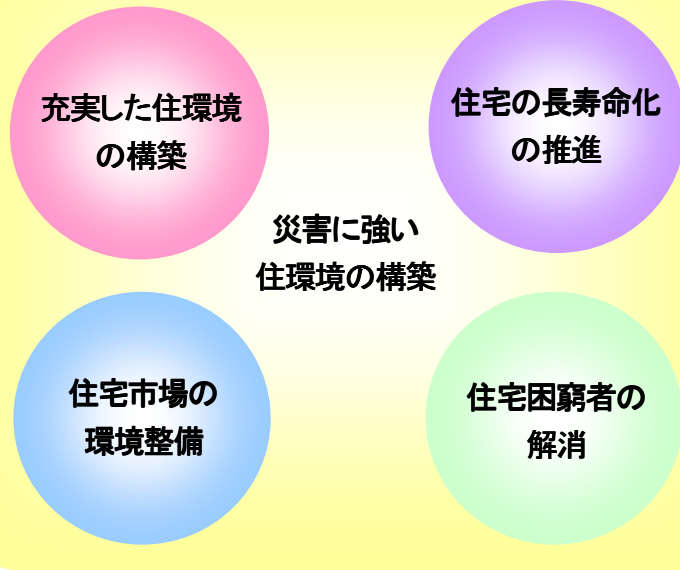 充実した住環境
の構築
住宅の長寿命化
の推進
災害に強い
住環境の構築
住宅市場の
環境整備
住宅困窮者の
解消